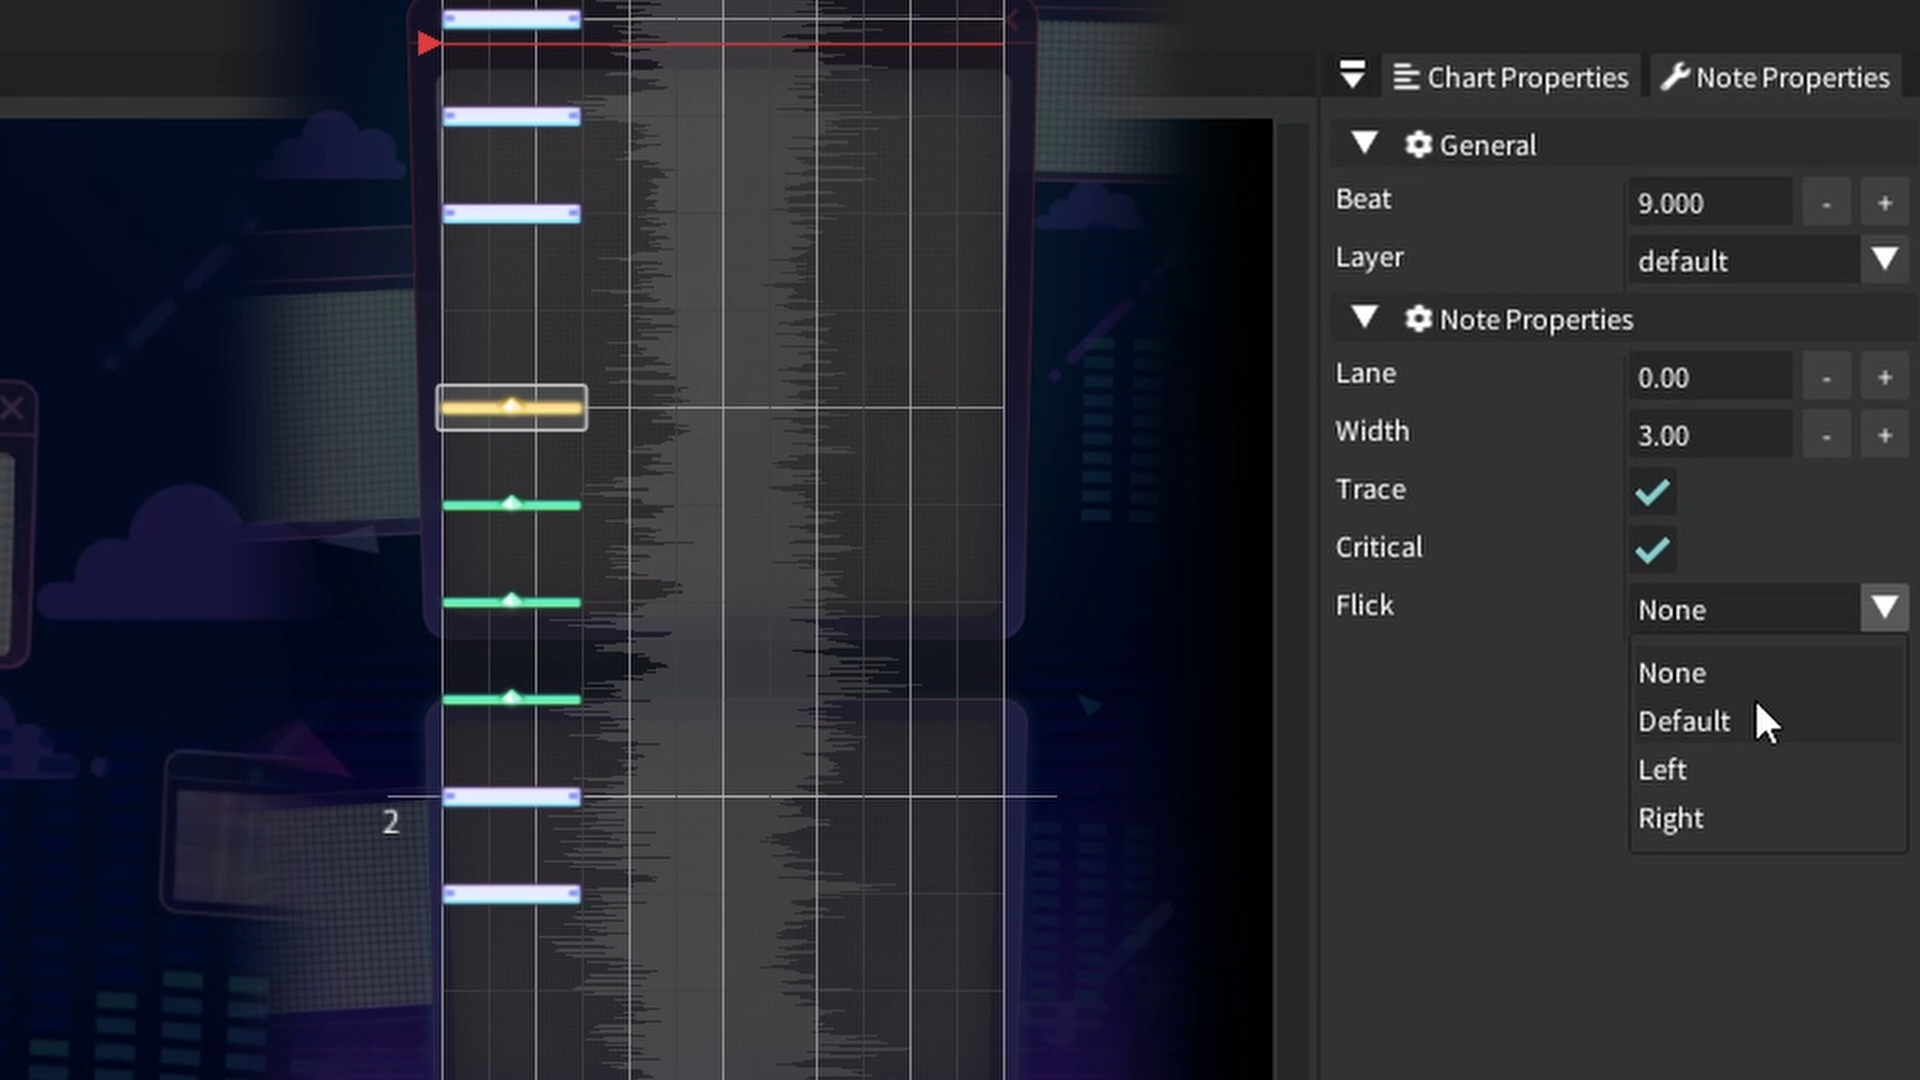 Chart Properties
Note Properties
General
Beat
9.000
-
+
Layer
default
Note Properties
Lane
0.00
-
+
Width
3.00
-
+
Trace
Critical
Flick
None
None
Default
Left
Right
2